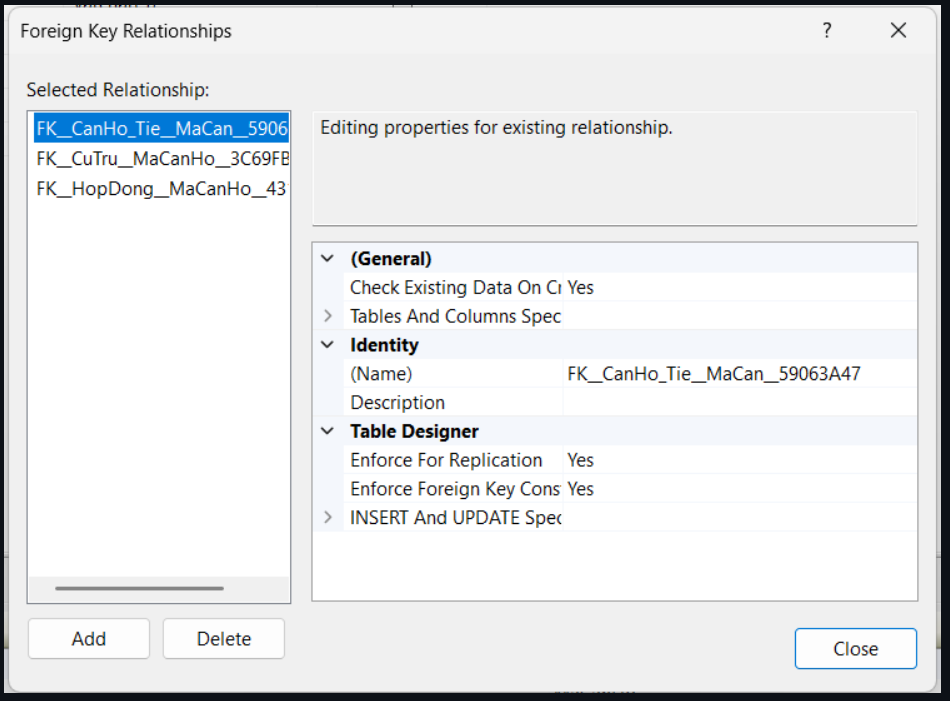 Foreign Key Relationships
?
Selected Relationship:
FK__CanHo_Tie__MaCan__5906
FK__CuTru__MaCanHo__3C69FB
FK__HopDong__MaCanHo__43
Editing properties for existing relationship.
(General)
Check Existing Data On Cr Yes
Tables And Columns Spec
Identity
(Name) FK__CanHo_Tie__MaCan__59063A47
Description
Table Designer
Enforce For Replication Yes
Enforce Foreign Key Cons Yes
INSERT And UPDATE Spec
Add
Delete
Close